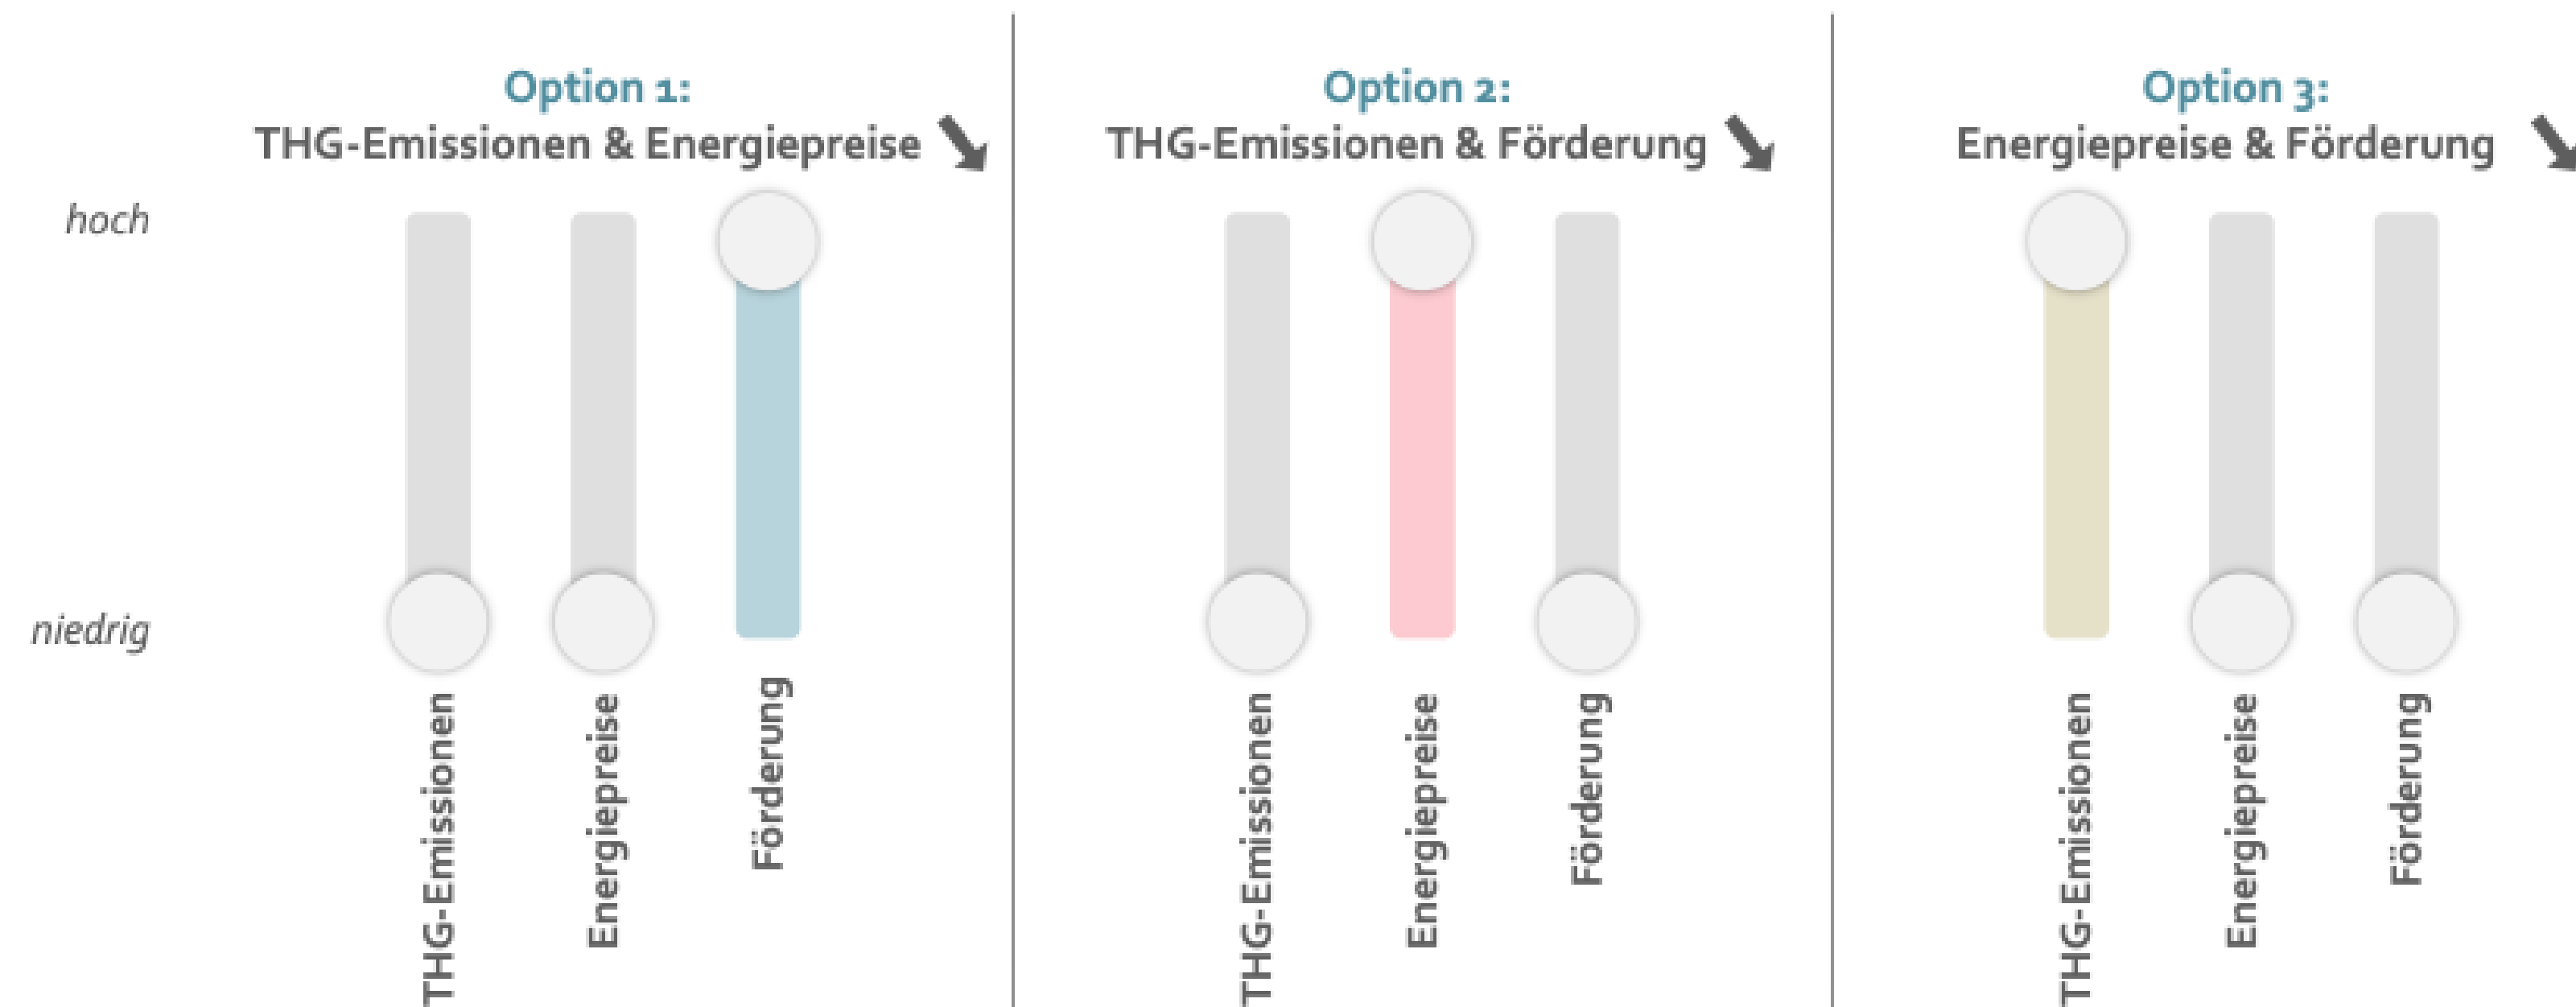 Option 1:
THG-Emissionen & Energiepreise
Option 2:
THG-Emissionen & Förderung
Option 3:
Energiepreise & Förderung
hoch
niedrig
THG-Emissionen
Energiepreise
Förderung
THG-Emissionen
Energiepreise
Förderung
THG-Emissionen
Energiepreise
Förderung